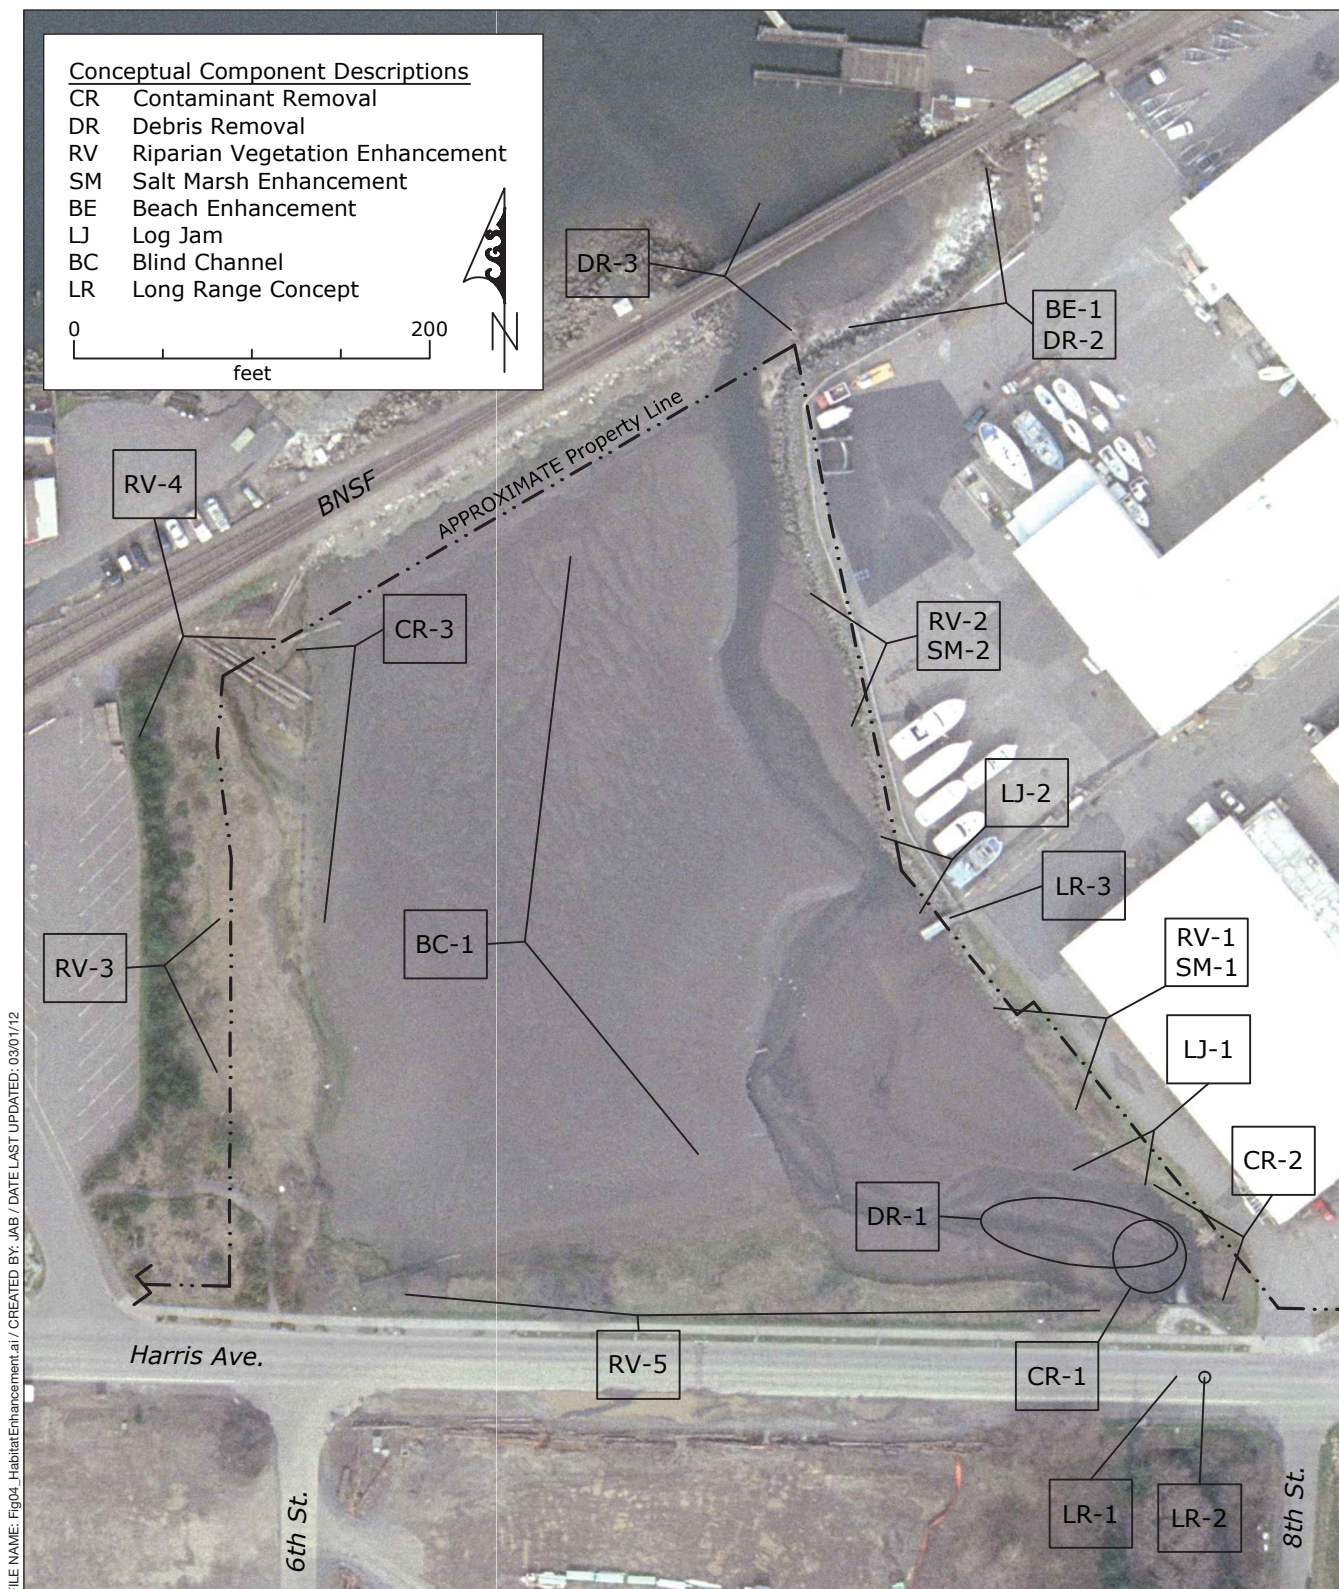 Conceptual Component Descriptions
CR Contaminant Removal
DR Debris Removal
RV Riparian Vegetation Enhancement
SM Salt Marsh Enhancement
BE Beach Enhancement
LJ Log Jam
BC Blind Channel
LR Long Range Concept
0 200
feet
N
DR-3
BE-1
DR-2
RV-4
BNSF
APPROXIMATE Property Line
CR-3
RV-2
SM-2
LJ-2
LR-3
BC-1
RV-3
RV-1
SM-1
LJ-1
CR-2
DR-1
Harris Ave.
RV-5
CR-1
LR-1
LR-2
6th St.
8th St.
FILE NAME: Fig04_HabitatEnhancement.ai / CREATED BY: JAB / DATE LAST UPDATED: 03/01/12